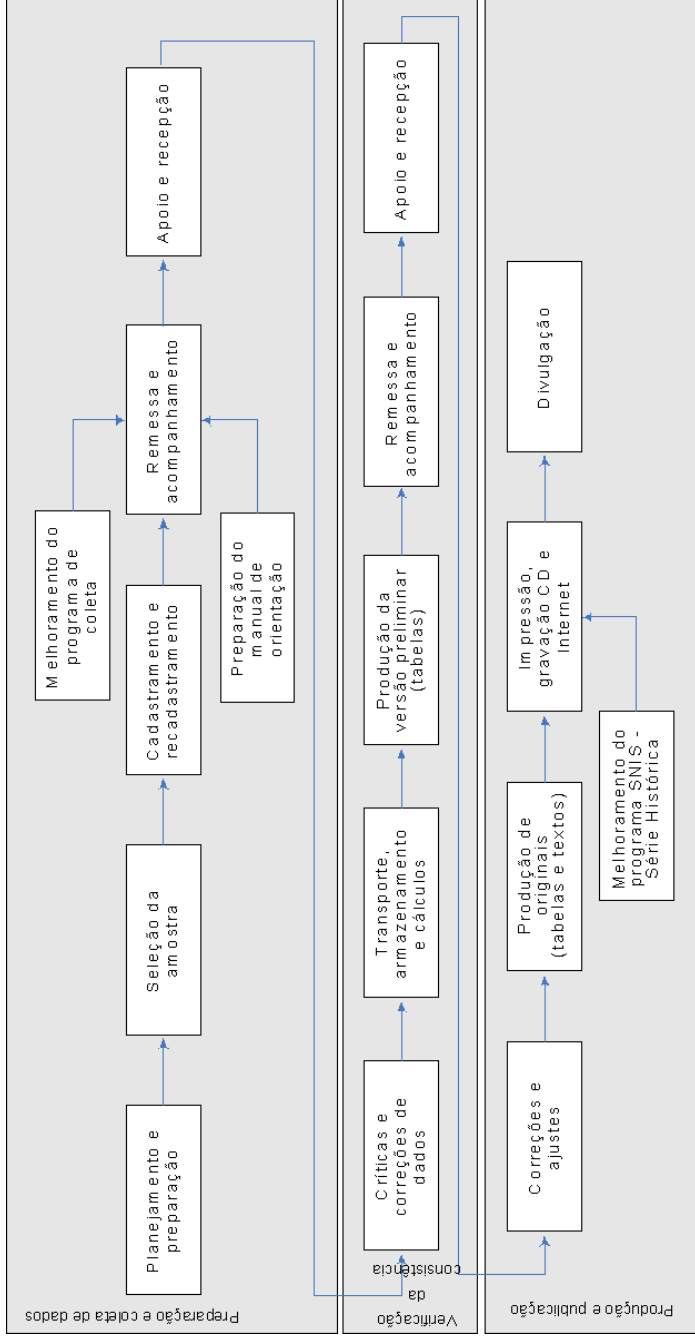 Preparação e coleta de dados
Planejamento e
preparação
Seleção da
amostra
Cadastramento e
recadastramento
Melhoramento do
programa de
coleta
Preparação do
manual de
orientação
Remessa e
acompanhamento
Apoio e recepção
Verificação
da
consistência
Críticas e
correções de
dados
Transporte,
armazenamento
e cálculos
Produção da
versão preliminar
(tabelas)
Remessa e
acompanhamento
Apoio e recepção
Produção e publicação
Correções e
ajustes
Produção de
originais
(tabelas e textos)
Melhoramento do
programa SNIS -
Série Histórica
Impressão,
gravação CD e
Internet
Divulgação